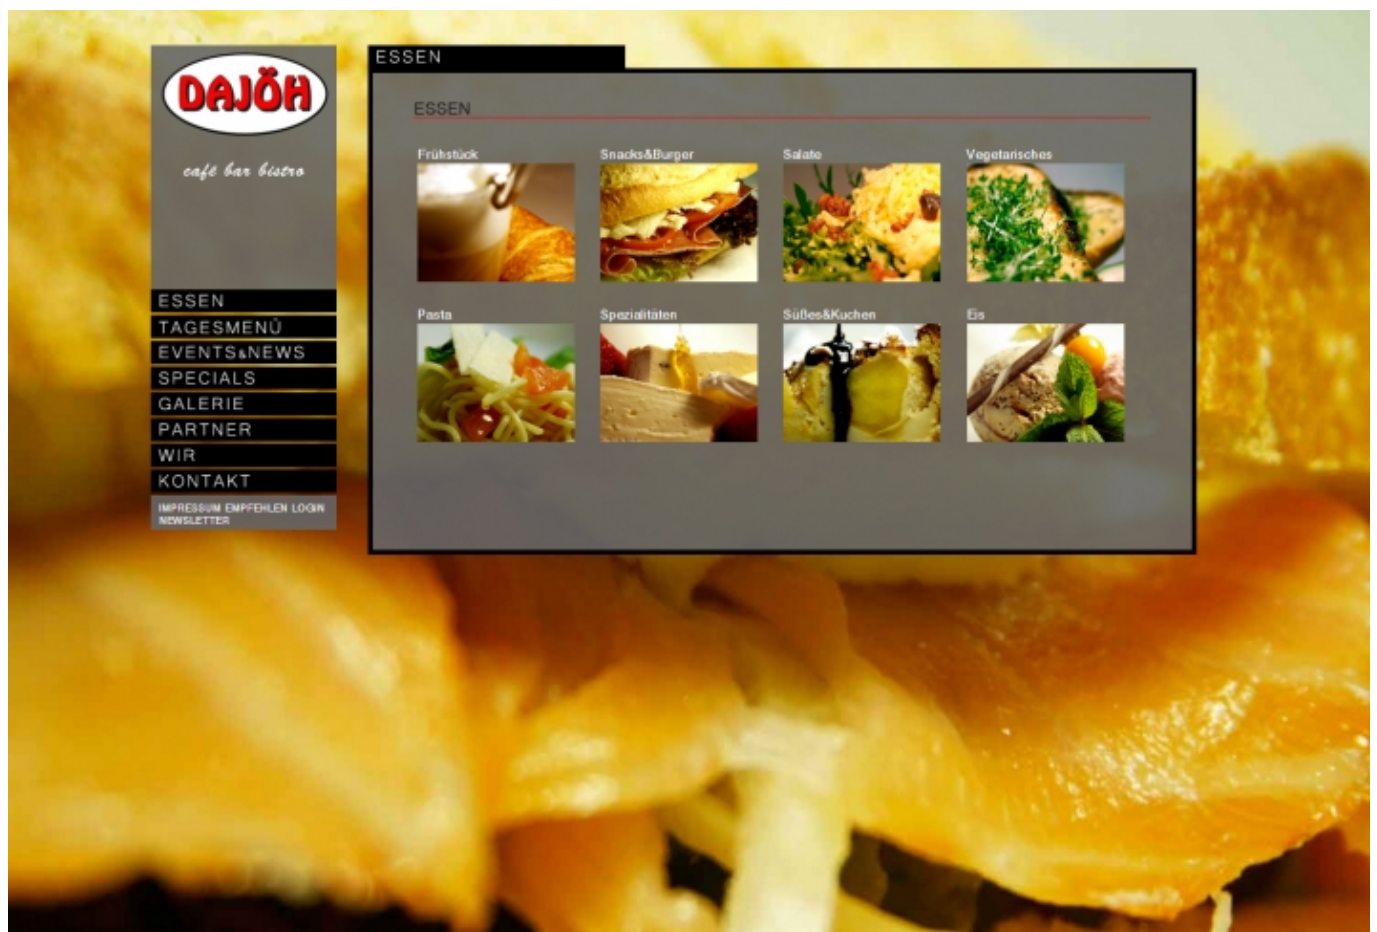 DAJÖH
café bar bistro
ESSEN
TAGESMENÜ
EVENTS&NEWS
SPECIALS
GALERIE
PARTNER
WIR
KONTAKT
IMPRESSUM EMPFEHLEN LOGIN
NEWSLETTER
ESSEN
ESSEN
Frühstück
Snacks&Burger
Salate
Vegetarisches
Pasta
Spezialitäten
Süßes&Kuchen
Eis